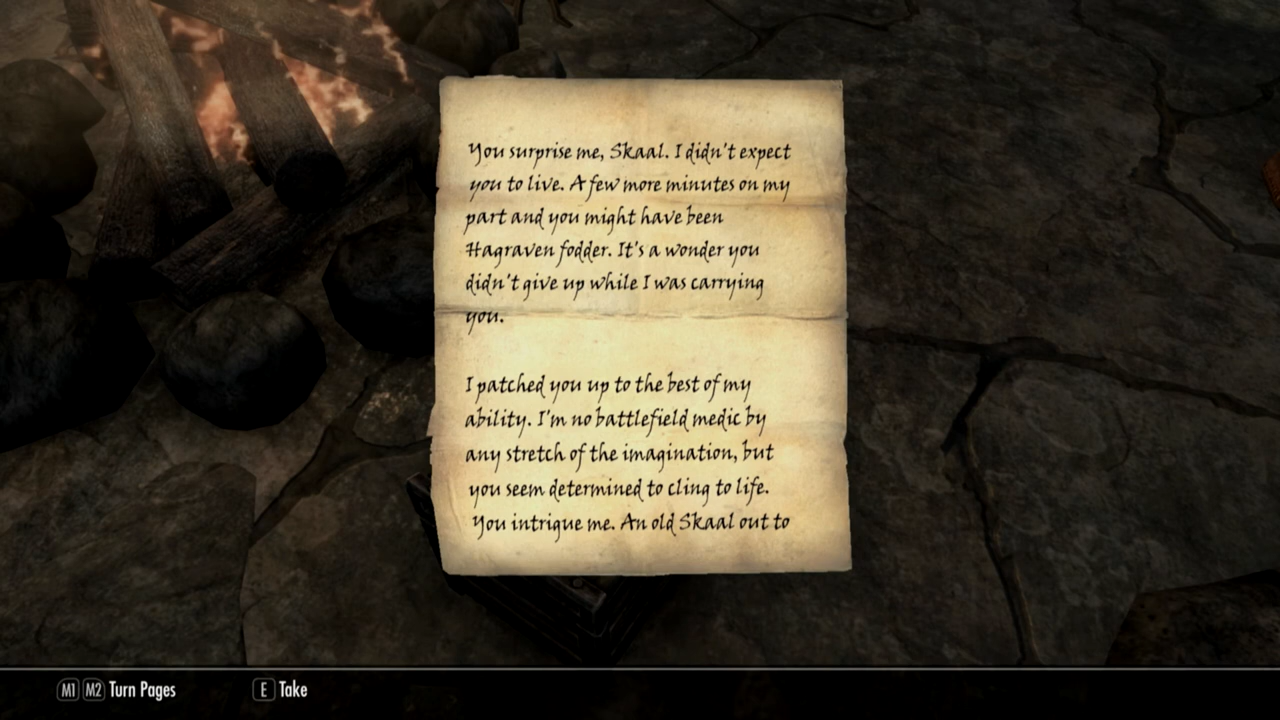 You surprise me, Skaal. I didn't expect
you to live. A few more minutes on my
part and you might have been
Hagraven fodder. It's a wonder you
didn't give up while I was carrying
you.
I patched you up to the best of my
ability. I'm no battlefield medic by
any stretch of the imagination, but
you seem determined to cling to life.
You intrigue me. An old Skaal out to
M1 M2 Turn Pages E Take